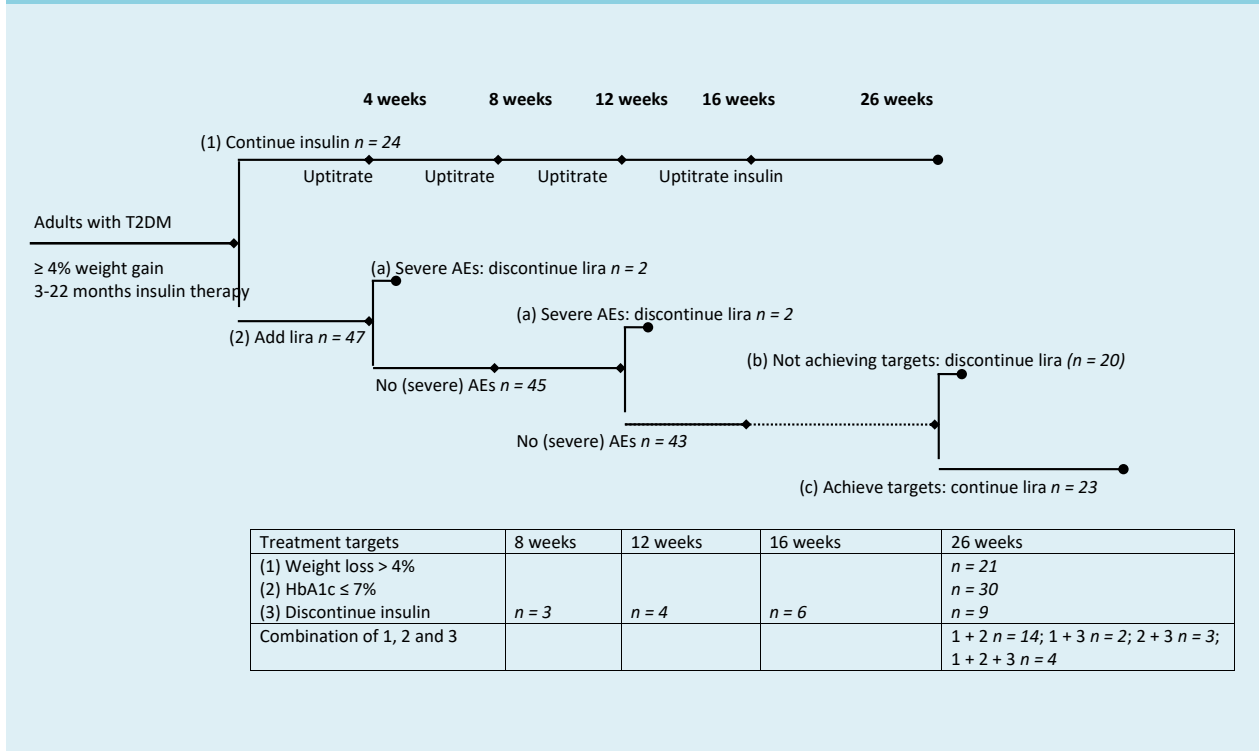 4 weeks 8 weeks 12 weeks 16 weeks 26 weeks
(1) Continue insulin n = 24
Uptitrate Uptitrate Uptitrate Uptitrate insulin
Adults with T2DM
≥ 4% weight gain
3-22 months insulin therapy
(a) Severe AEs: discontinue lira n = 2
(a) Severe AEs: discontinue lira n = 2
(2) Add lira n = 47
(b) Not achieving targets: discontinue lira (n = 20)
No (severe) AEs n = 45
No (severe) AEs n = 43
(c) Achieve targets: continue lira n = 23
Treatment targets 8 weeks 12 weeks 16 weeks 26 weeks
(1) Weight loss > 4% n = 21
(2) HbA1c ≤ 7% n = 30
(3) Discontinue insulin n = 3 n = 4 n = 6 n = 9
Combination of 1, 2 and 3 1 + 2 n = 14; 1 + 3 n = 2; 2 + 3 n = 3;
1 + 2 + 3 n = 4